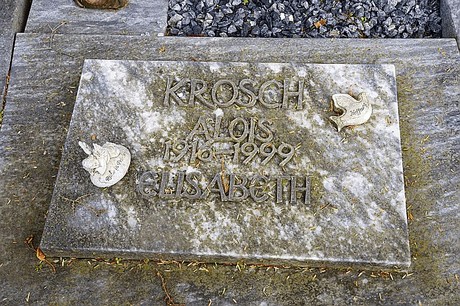 KROSCH
ALOIS
1916-1999
ELISABETH